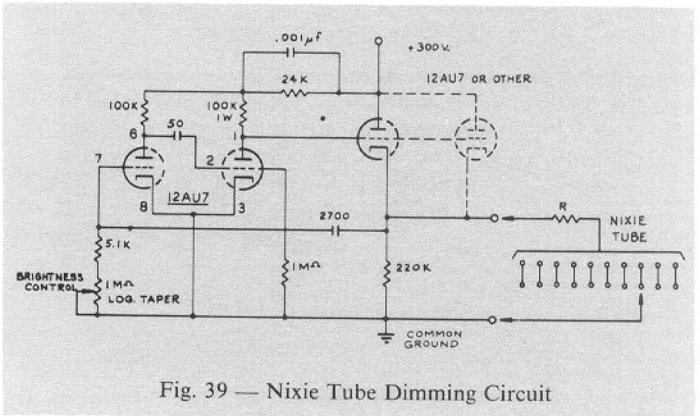 .001µf
+300V.
24K
12AU7 OR OTHER
100K
100K
1W
50
6
1
7
2
12AU7
8
3
2700
R
NIXIE
TUBE
5.1K
1MΩ
220K
BRIGHTNESS
CONTROL
1MΩ
LOG. TAPER
COMMON
GROUND
Fig. 39 — Nixie Tube Dimming Circuit